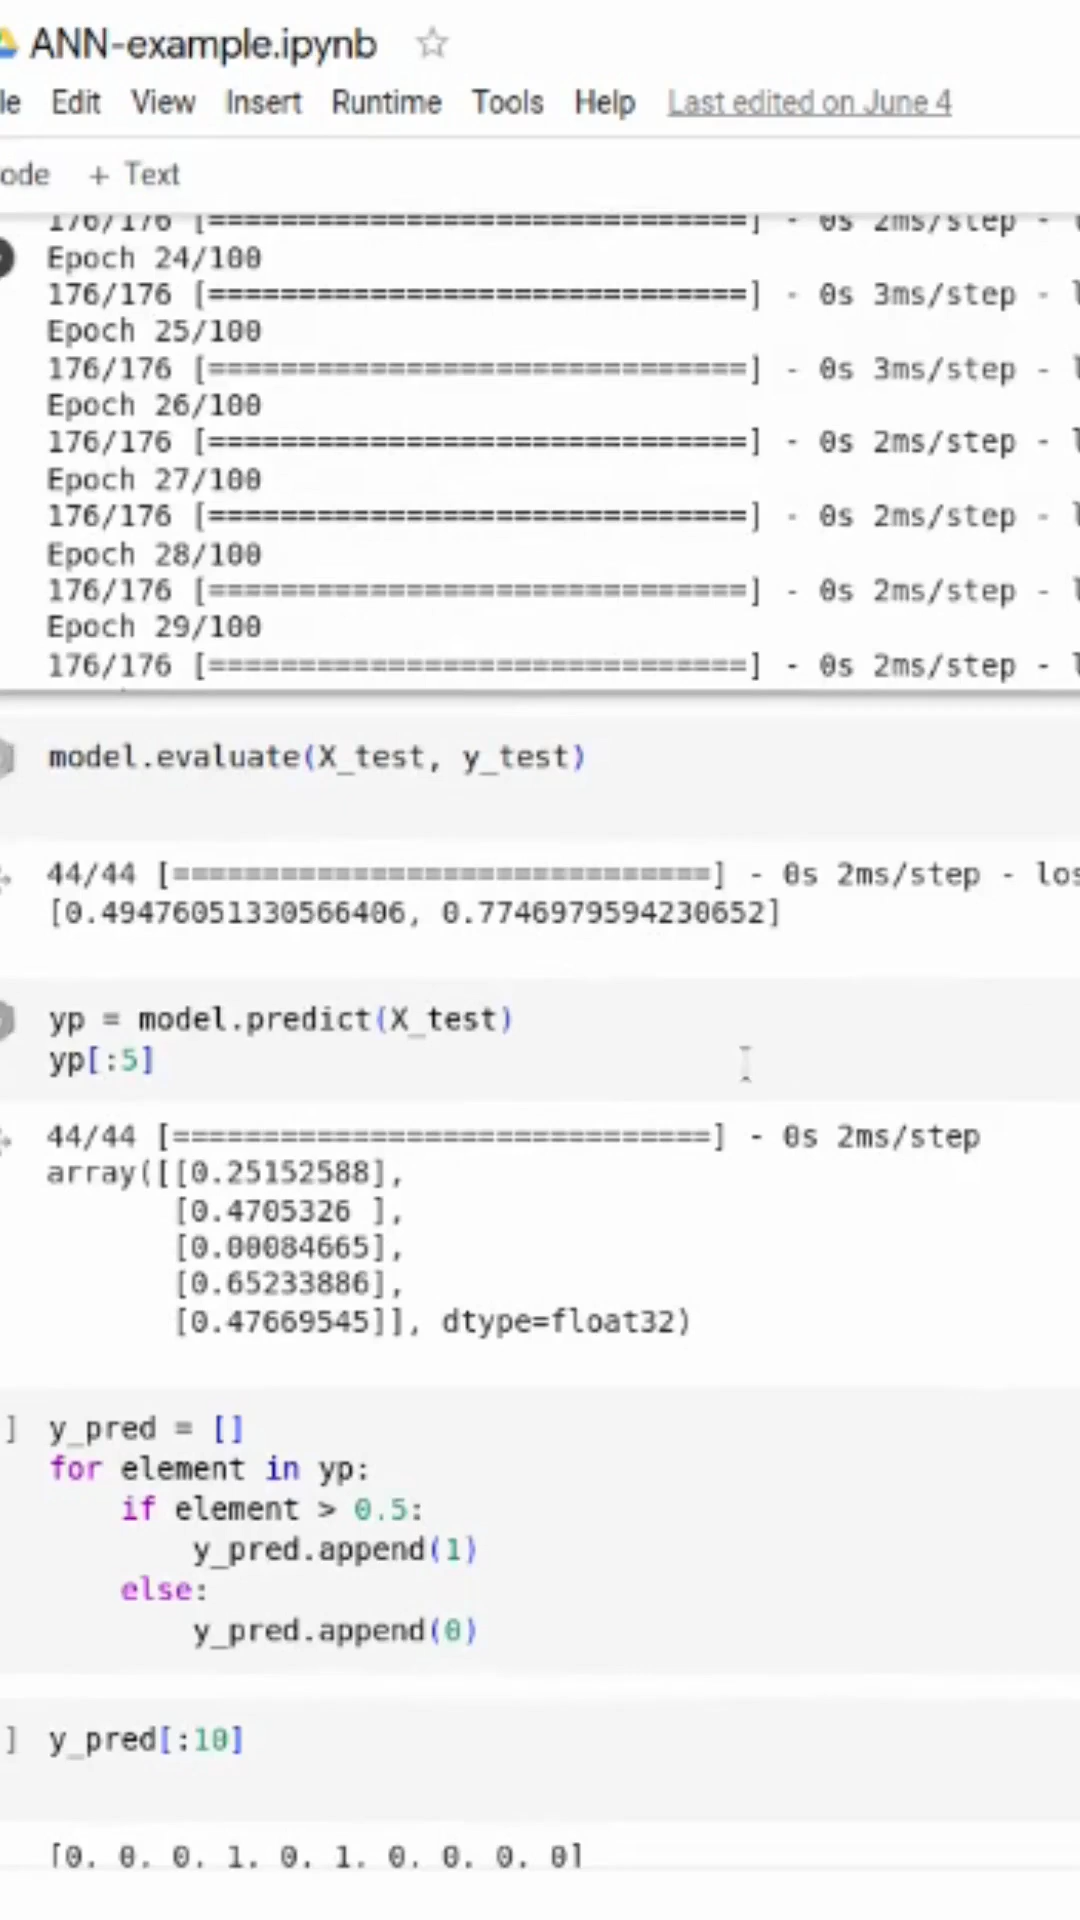 ANN-example.ipynb
le Edit View Insert Runtime Tools Help Last edited on June 4
ode + Text
176/176 [==============================] - 0s 2ms/step - l
Epoch 24/100
176/176 [==============================] - 0s 3ms/step - l
Epoch 25/100
176/176 [==============================] - 0s 3ms/step - l
Epoch 26/100
176/176 [==============================] - 0s 2ms/step - l
Epoch 27/100
176/176 [==============================] - 0s 2ms/step - l
Epoch 28/100
176/176 [==============================] - 0s 2ms/step - l
Epoch 29/100
176/176 [==============================] - 0s 2ms/step - l
model.evaluate(X_test, y_test)
44/44 [==============================] - 0s 2ms/step - los
[0.49476051330566406, 0.7746979594230652]
yp = model.predict(X_test)
yp[:5]
44/44 [==============================] - 0s 2ms/step
array([[0.25152588],
       [0.4705326 ],
       [0.00084665],
       [0.65233886],
       [0.47669545]], dtype=float32)
] y_pred = []
for element in yp:
    if element > 0.5:
        y_pred.append(1)
    else:
        y_pred.append(0)
] y_pred[:10]
[0, 0, 0, 1, 0, 1, 0, 0, 0, 0]